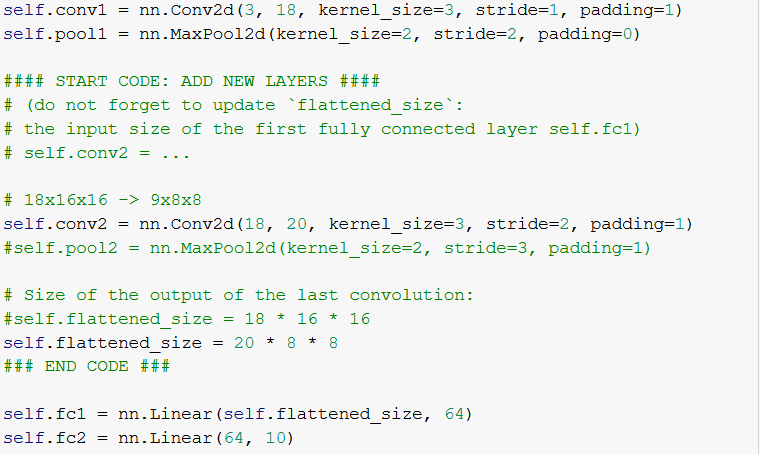 self.conv1 = nn.Conv2d(3, 18, kernel_size=3, stride=1, padding=1)
self.pool1 = nn.MaxPool2d(kernel_size=2, stride=2, padding=0)
#### START CODE: ADD NEW LAYERS ####
# (do not forget to update `flattened_size`:
# the input size of the first fully connected layer self.fc1)
# self.conv2 = ...
# 18x16x16 -> 9x8x8
self.conv2 = nn.Conv2d(18, 20, kernel_size=3, stride=2, padding=1)
#self.pool2 = nn.MaxPool2d(kernel_size=2, stride=3, padding=1)
# Size of the output of the last convolution:
#self.flattened_size = 18 * 16 * 16
self.flattened_size = 20 * 8 * 8
### END CODE ###
self.fc1 = nn.Linear(self.flattened_size, 64)
self.fc2 = nn.Linear(64, 10)